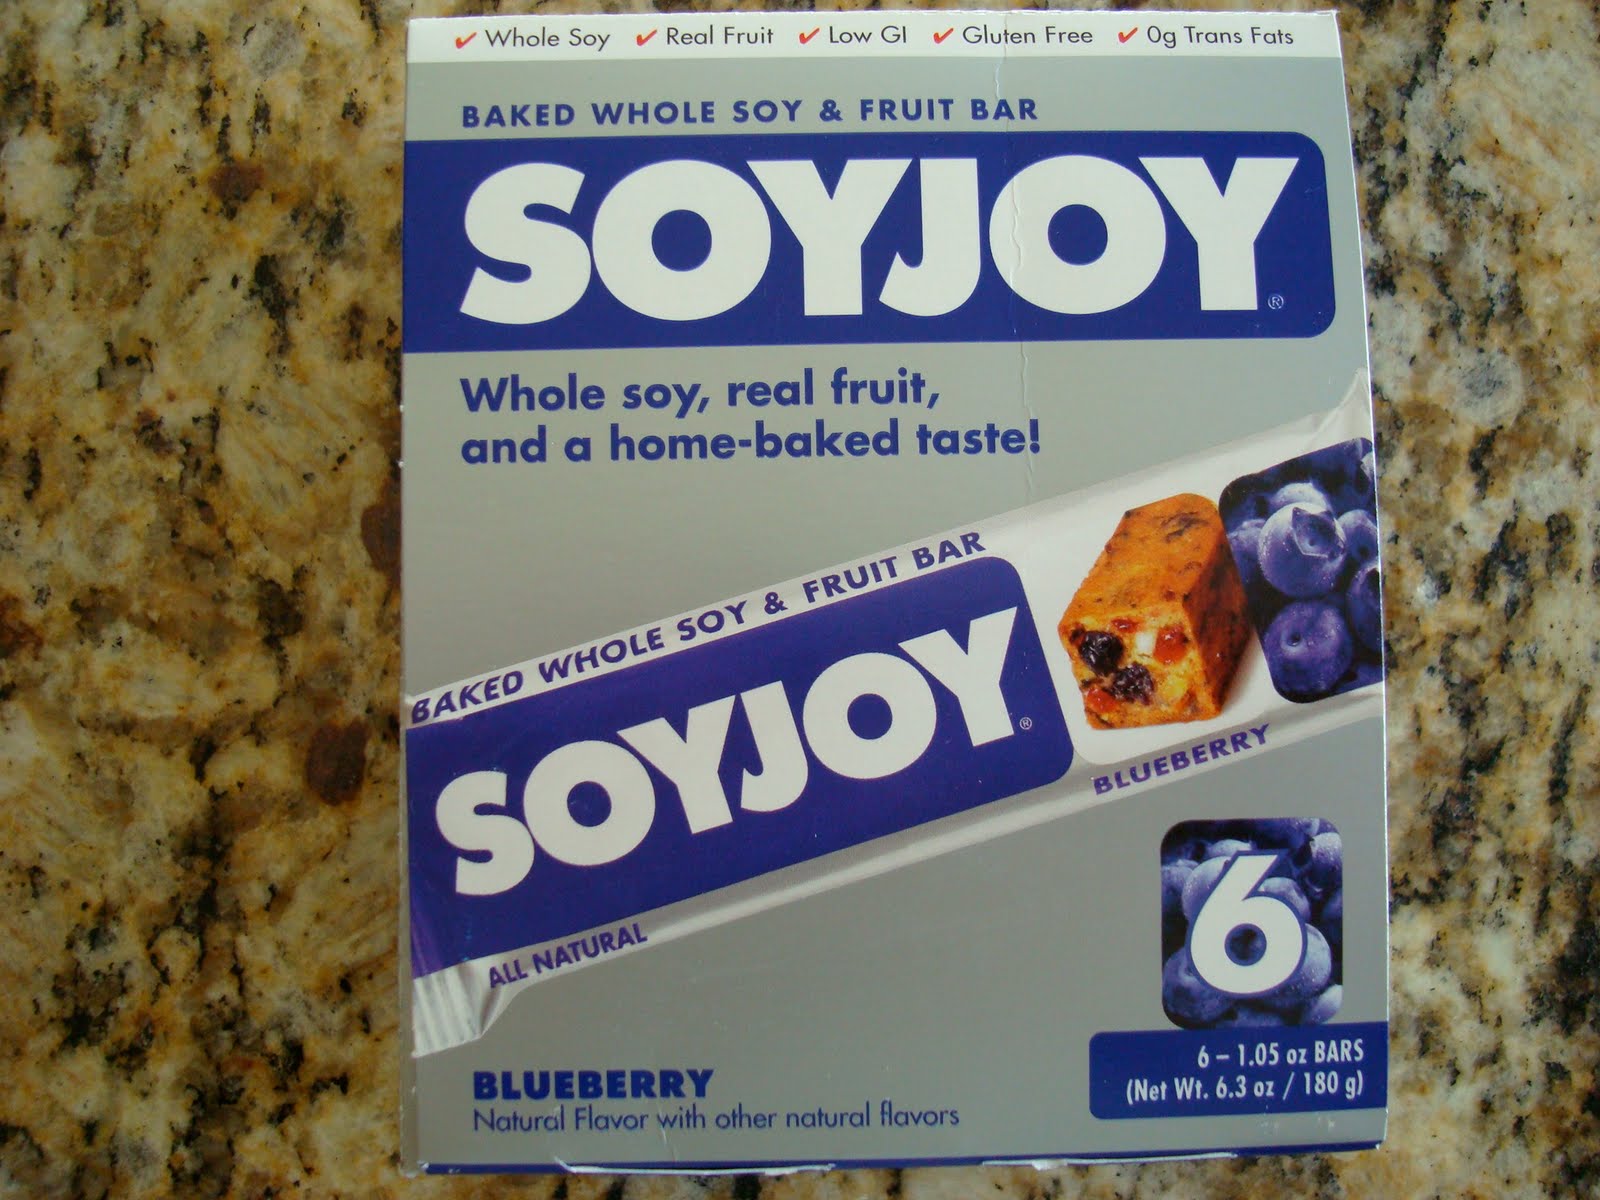 ✓ Whole Soy ✓ Real Fruit ✓ Low GI ✓ Gluten Free ✓ 0g Trans Fats
BAKED WHOLE SOY & FRUIT BAR
SOYJOY®
Whole soy, real fruit,
and a home-baked taste!
BAKED WHOLE SOY & FRUIT BAR
SOYJOY®
BLUEBERRY
ALL NATURAL
6
6 – 1.05 oz BARS
(Net Wt. 6.3 oz / 180 g)
BLUEBERRY
Natural Flavor with other natural flavors